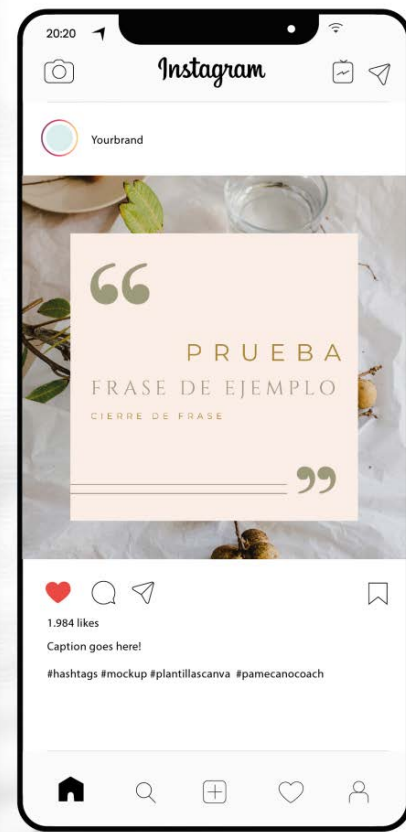 20:20
Instagram
Yourbrand
“
PRUEBA
FRASE DE EJEMPLO
CIERRE DE FRASE
”
1.984 likes
Caption goes here!
#hashtags #mockup #plantillascanva #pamecanocoach